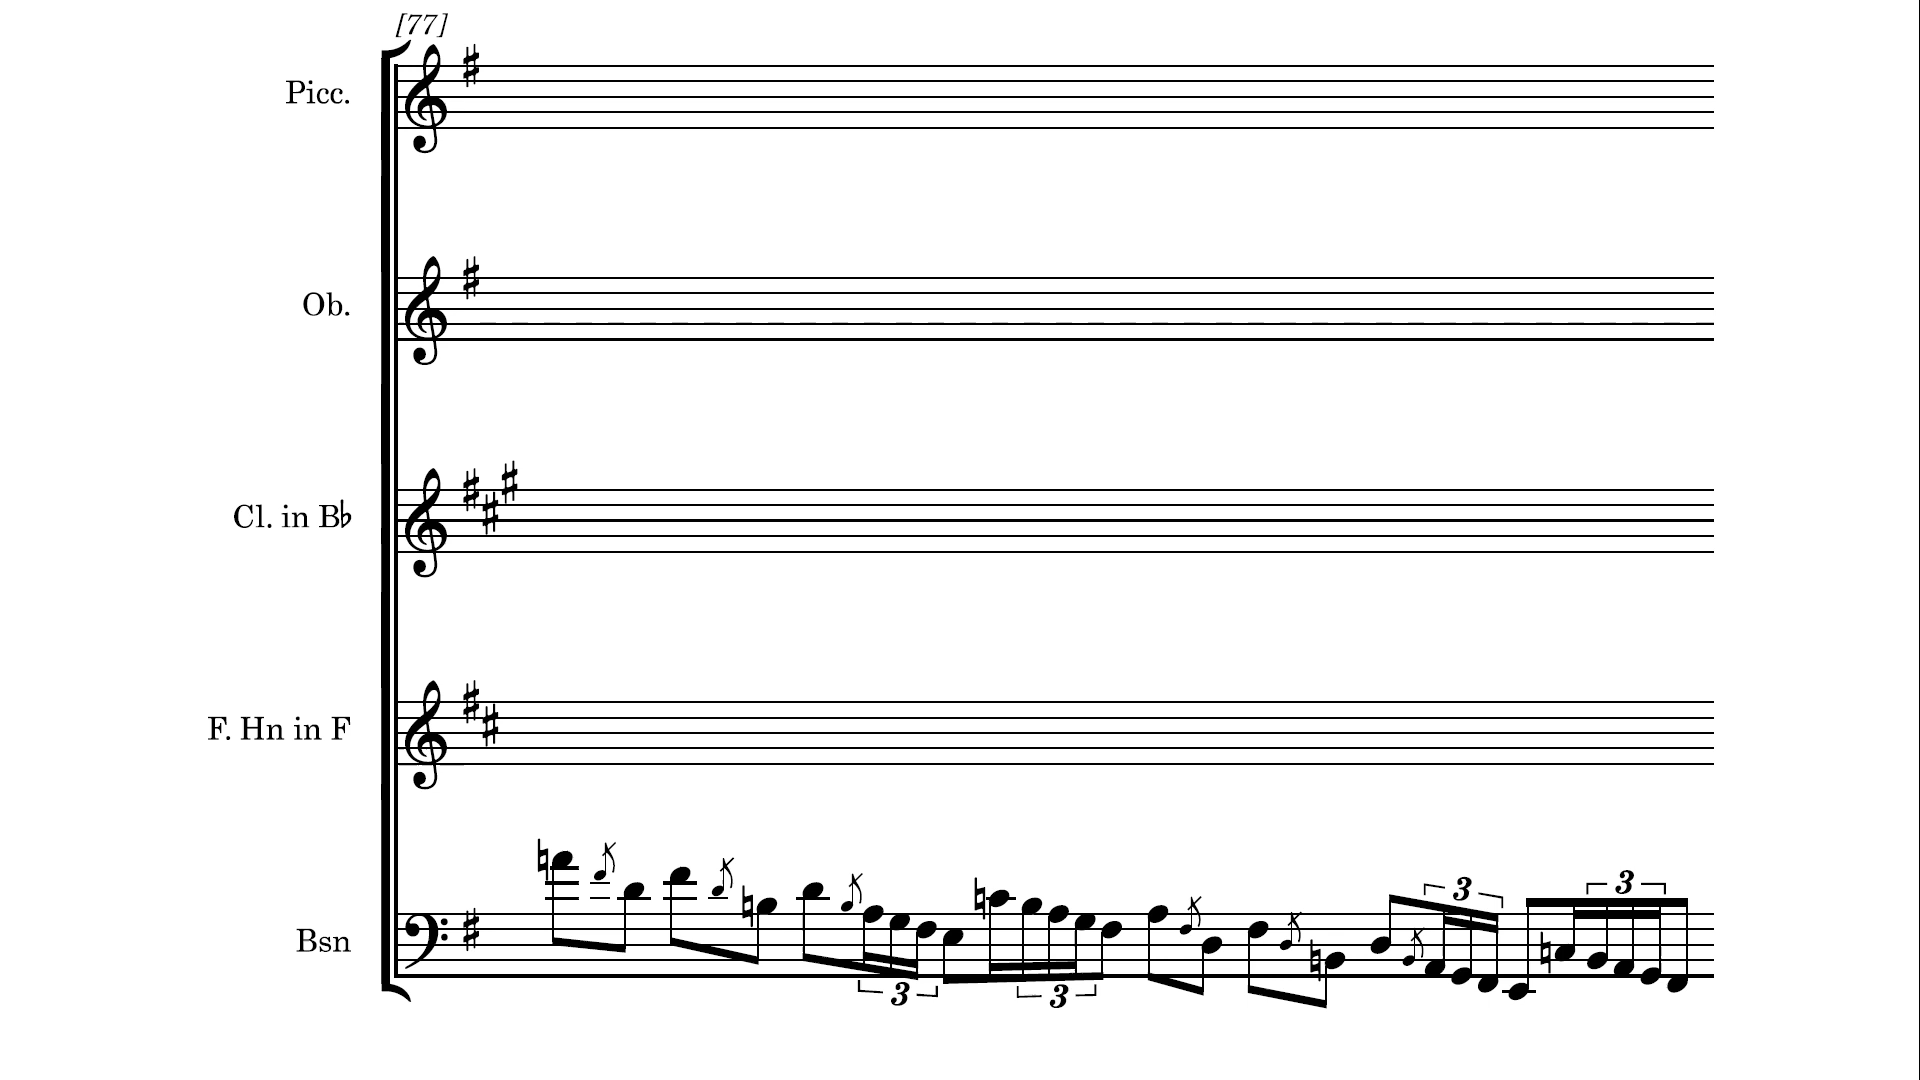 [77]
Picc.
Ob.
Cl. in B♭
F. Hn in F
Bsn
3
3
3
3